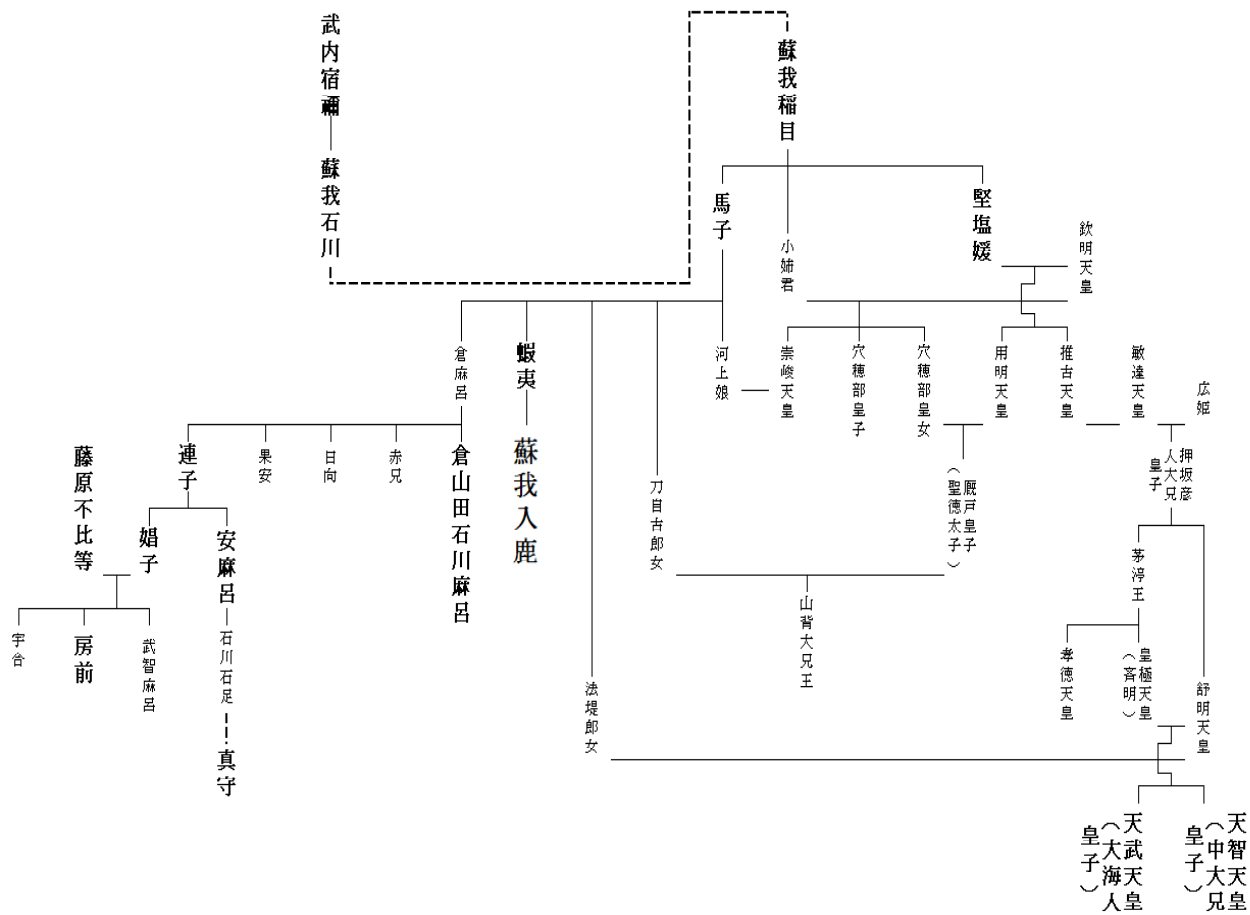 武内宿禰
蘇我石川
蘇我稲目
馬子
小姉君
堅塩媛
欽明天皇
倉麻呂
蝦夷
河上娘
崇峻天皇
穴穂部皇子
穴穂部皇女
用明天皇
推古天皇
敏達天皇
広姫
藤原不比等
連子
果安
日向
赤兄
倉山田石川麻呂
蘇我入鹿
刀自古郎女
厩戸皇子
(聖徳太子)
押坂彦
人大兄
皇子
娼子
安麻呂
茅渟王
宇合
房前
武智麻呂
石川石足
真守
法堤郎女
山背大兄王
孝徳天皇
皇極天皇
(斉明)
舒明天皇
天智天皇
(中大兄
皇子)
天武天皇
(大海人
皇子)